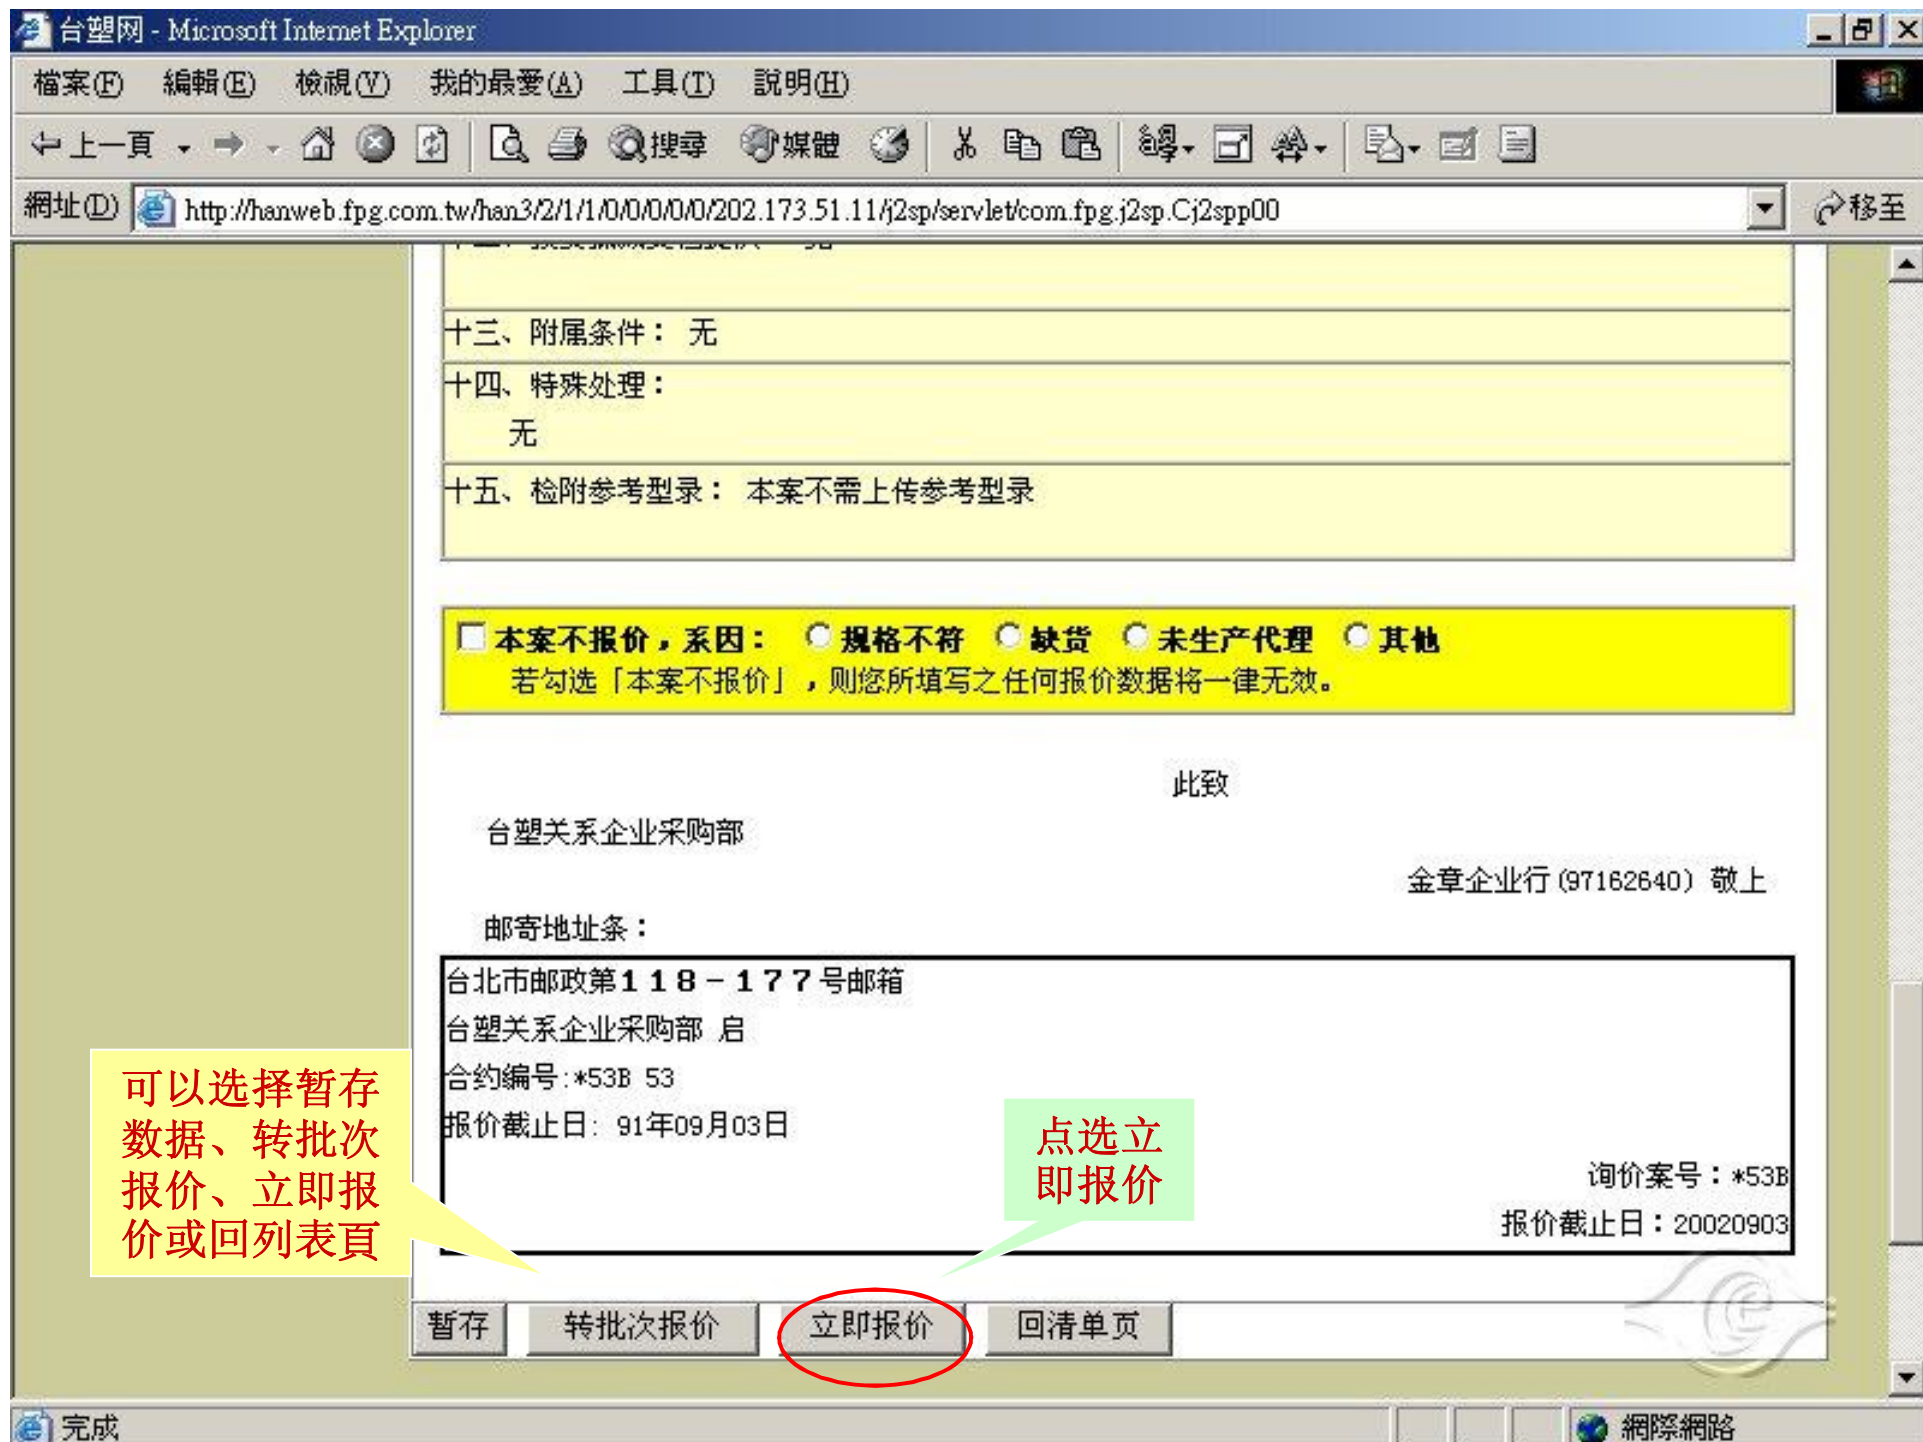 台塑网 - Microsoft Internet Explorer
檔案(F) 編輯(E) 檢視(V) 我的最愛(A) 工具(T) 説明(H)
上一頁 搜尋 媒體
網址(D) http://hanweb.fpg.com.tw/han3/2/1/1/0/0/0/0/0/202.173.51.11/j2sp/servlet/com.fpg.j2sp.Cj2spp00 移至
十三、附属条件： 无
十四、特殊处理：
无
十五、检附参考型录： 本案不需上传参考型录
本案不报价，系因： 规格不符 缺货 未生产代理 其他
若勾选「本案不报价」，则您所填写之任何报价数据将一律无效。
此致
台塑关系企业采购部
金章企业行(97162640) 敬上
邮寄地址条：
台北市邮政第１１８－１７７号邮箱
台塑关系企业采购部 启
合约编号:*53B 53
报价截止日: 91年09月03日
询价案号：*53B
报价截止日：20020903
可以选择暂存
数据、转批次
报价、立即报
价或回列表頁
点选立
即报价
暂存 转批次报价 立即报价 回清单页
完成 網際網路